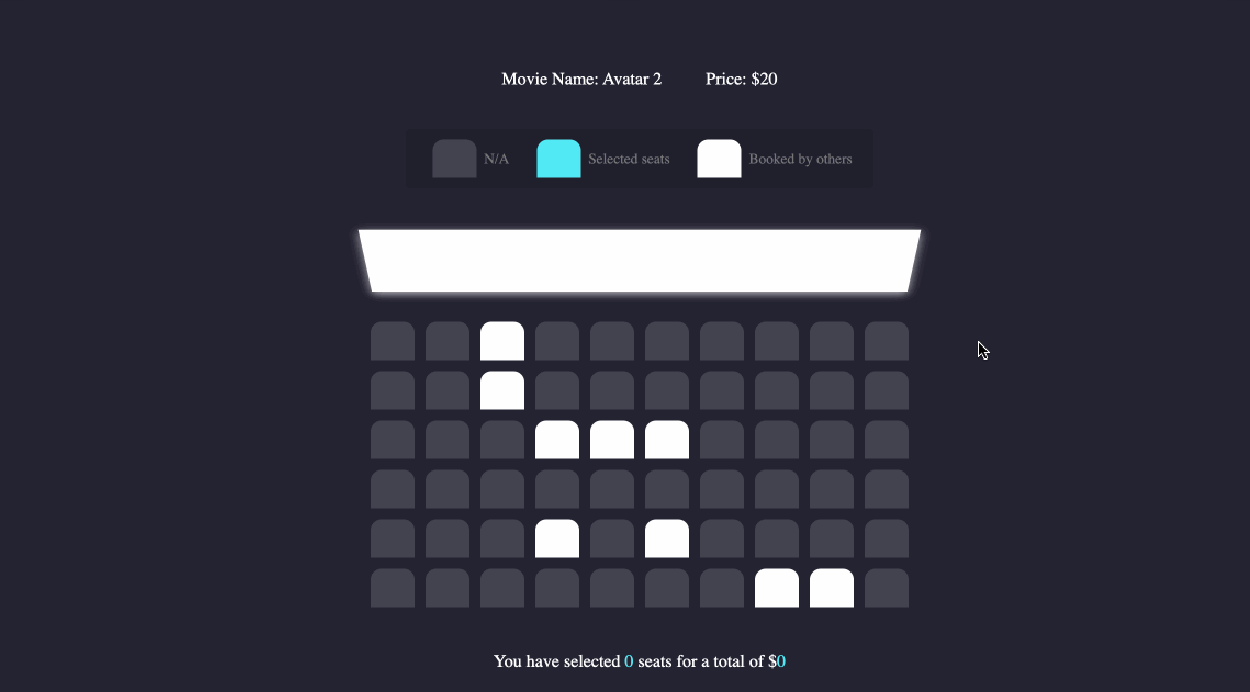 Movie Name: Avatar 2 Price: $20
N/A Selected seats Booked by others
You have selected 0 seats for a total of $0